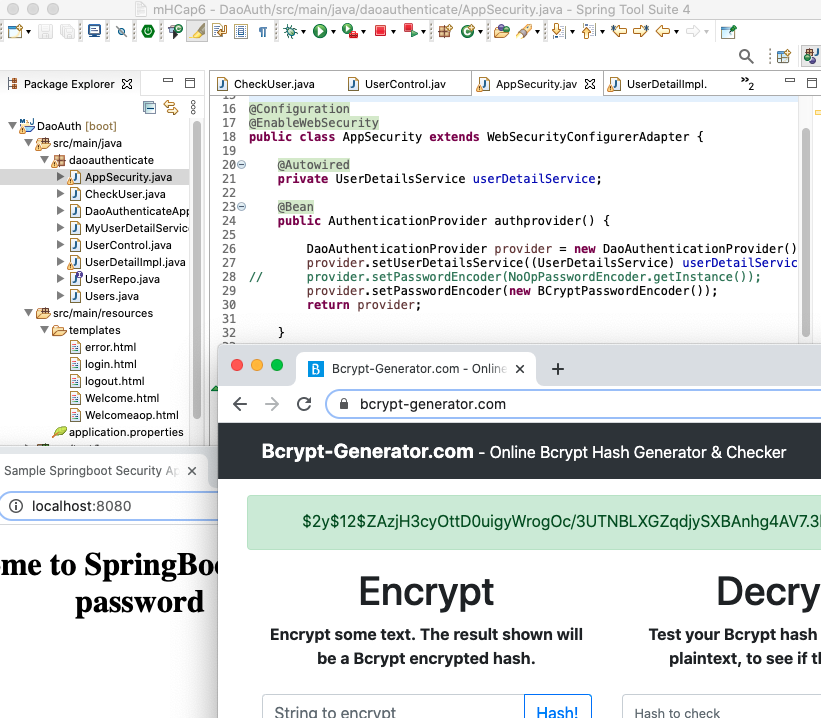 mHCap6 - DaoAuth/src/main/java/daoauthenticate/AppSecurity.java - Spring Tool Suite 4
Package Explorer
CheckUser.java
UserControl.jav
AppSecurity.jav
UserDetailImpl.
»2
DaoAuth [boot]
src/main/java
daoauthenticate
AppSecurity.java
CheckUser.java
DaoAuthenticateApp
MyUserDetailService
UserControl.java
UserDetailImpl.java
UserRepo.java
Users.java
src/main/resources
templates
error.html
login.html
logout.html
Welcome.html
Welcomeaop.html
application.properties
16 @Configuration
17 @EnableWebSecurity
18 public class AppSecurity extends WebSecurityConfigurerAdapter {
19
20 @Autowired
21 private UserDetailsService userDetailService;
22
23 @Bean
24 public AuthenticationProvider authprovider() {
25
26 DaoAuthenticationProvider provider = new DaoAuthenticationProvider()
27 provider.setUserDetailsService((UserDetailsService) userDetailServic
28 // provider.setPasswordEncoder(NoOpPasswordEncoder.getInstance());
29 provider.setPasswordEncoder(new BCryptPasswordEncoder());
30 return provider;
31
32 }
Sample Springboot Security Ap
localhost:8080
me to SpringBoo
password
B Bcrypt-Generator.com - Online
bcrypt-generator.com
Bcrypt-Generator.com - Online Bcrypt Hash Generator & Checker
$2y$12$ZAzjH3cyOttD0uigyWrogOc/3UTNBLXGZqdjySXBAnhg4AV7.3
Encrypt
Encrypt some text. The result shown will
be a Bcrypt encrypted hash.
String to encrypt
Hash!
Decry
Test your Bcrypt hash
plaintext, to see if th
Hash to check